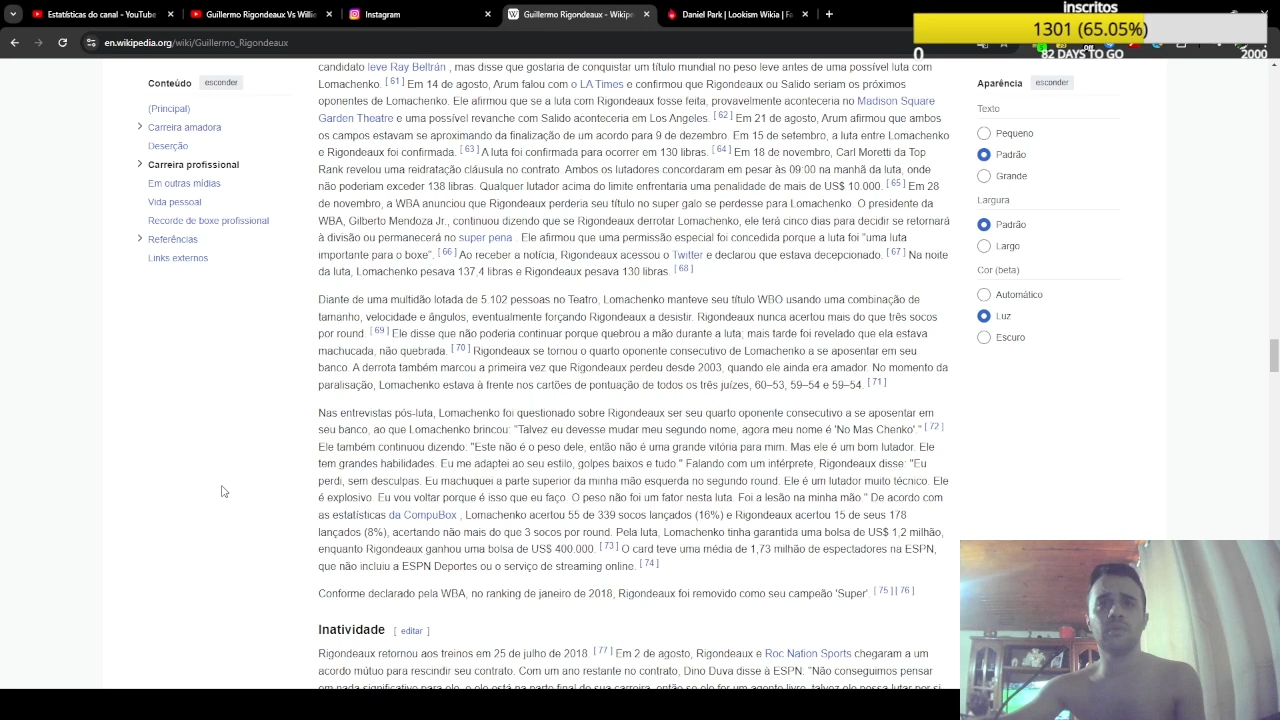 Estatísticas do canal - YouTube
Guillermo Rigondeaux Vs Willi
Instagram
Guillermo Rigondeaux - Wikipe
Daniel Park | Lookism Wikia | Fa
inscritos
1301 (65.05%)
0
82 DAYS TO GO
2000
en.wikipedia.org/wiki/Guillermo_Rigondeaux
Off
Conteúdo esconder
(Principal)
Carreira amadora
Deserção
Carreira profissional
Em outras mídias
Vida pessoal
Recorde de boxe profissional
Referências
Links externos
candidato leve Ray Beltrán , mas disse que gostaria de conquistar um título mundial no peso leve antes de uma possível luta com
Lomachenko. [ 61 ] Em 14 de agosto, Arum falou com o LA Times e confirmou que Rigondeaux ou Salido seriam os próximos
oponentes de Lomachenko. Ele afirmou que se a luta com Rigondeaux fosse feita, provavelmente aconteceria no Madison Square
Garden Theatre e uma possível revanche com Salido aconteceria em Los Angeles. [ 62 ] Em 21 de agosto, Arum afirmou que ambos
os campos estavam se aproximando da finalização de um acordo para 9 de dezembro. Em 15 de setembro, a luta entre Lomachenko
e Rigondeaux foi confirmada. [ 63 ] A luta foi confirmada para ocorrer em 130 libras. [ 64 ] Em 18 de novembro, Carl Moretti da Top
Rank revelou uma reidratação cláusula no contrato. Ambos os lutadores concordaram em pesar às 09:00 na manhã da luta, onde
não poderiam exceder 138 libras. Qualquer lutador acima do limite enfrentaria uma penalidade de mais de US$ 10.000. [ 65 ] Em 28
de novembro, a WBA anunciou que Rigondeaux perderia seu título no super galo se perdesse para Lomachenko. O presidente da
WBA, Gilberto Mendoza Jr., continuou dizendo que se Rigondeaux derrotar Lomachenko, ele terá cinco dias para decidir se retornará
à divisão ou permanecerá no super pena . Ele afirmou que uma permissão especial foi concedida porque a luta foi "uma luta
importante para o boxe". [ 66 ] Ao receber a notícia, Rigondeaux acessou o Twitter e declarou que estava decepcionado. [ 67 ] Na noite
da luta, Lomachenko pesava 137,4 libras e Rigondeaux pesava 130 libras. [ 68 ]
Diante de uma multidão lotada de 5.102 pessoas no Teatro, Lomachenko manteve seu título WBO usando uma combinação de
tamanho, velocidade e ângulos, eventualmente forçando Rigondeaux a desistir. Rigondeaux nunca acertou mais do que três socos
por round. [ 69 ] Ele disse que não poderia continuar porque quebrou a mão durante a luta; mais tarde foi revelado que ela estava
machucada, não quebrada. [ 70 ] Rigondeaux se tornou o quarto oponente consecutivo de Lomachenko a se aposentar em seu
banco. A derrota também marcou a primeira vez que Rigondeaux perdeu desde 2003, quando ele ainda era amador. No momento da
paralisação, Lomachenko estava à frente nos cartões de pontuação de todos os três juízes, 60–53, 59–54 e 59–54. [ 71 ]
Nas entrevistas pós-luta, Lomachenko foi questionado sobre Rigondeaux ser seu quarto oponente consecutivo a se aposentar em
seu banco, ao que Lomachenko brincou: "Talvez eu devesse mudar meu segundo nome, agora meu nome é 'No Mas Chenko'." [ 72 ]
Ele também continuou dizendo: "Este não é o peso dele, então não é uma grande vitória para mim. Mas ele é um bom lutador. Ele
tem grandes habilidades. Eu me adaptei ao seu estilo, golpes baixos e tudo." Falando com um intérprete, Rigondeaux disse: "Eu
perdi, sem desculpas. Eu machuquei a parte superior da minha mão esquerda no segundo round. Ele é um lutador muito técnico. Ele
é explosivo. Eu vou voltar porque é isso que eu faço. O peso não foi um fator nesta luta. Foi a lesão na minha mão." De acordo com
as estatísticas da CompuBox , Lomachenko acertou 55 de 339 socos lançados (16%) e Rigondeaux acertou 15 de seus 178
lançados (8%), acertando não mais do que 3 socos por round. Pela luta, Lomachenko tinha garantida uma bolsa de US$ 1,2 milhão,
enquanto Rigondeaux ganhou uma bolsa de US$ 400.000. [ 73 ] O card teve uma média de 1,73 milhão de espectadores na ESPN,
que não incluiu a ESPN Deportes ou o serviço de streaming online. [ 74 ]
Conforme declarado pela WBA, no ranking de janeiro de 2018, Rigondeaux foi removido como seu campeão 'Super'. [ 75 ] [ 76 ]
Inatividade [ editar ]
Rigondeaux retornou aos treinos em 25 de julho de 2018. [ 77 ] Em 2 de agosto, Rigondeaux e Roc Nation Sports chegaram a um
acordo mútuo para rescindir seu contrato. Com um ano restante no contrato, Dino Duva disse à ESPN. "Não conseguimos pensar
em nada significativo para ele, e ele está na parte final de sua carreira, então se ele for um agente livre, talvez ele possa lutar por si
Aparência esconder
Texto
Pequeno
Padrão
Grande
Largura
Padrão
Largo
Cor (beta)
Automático
Luz
Escuro